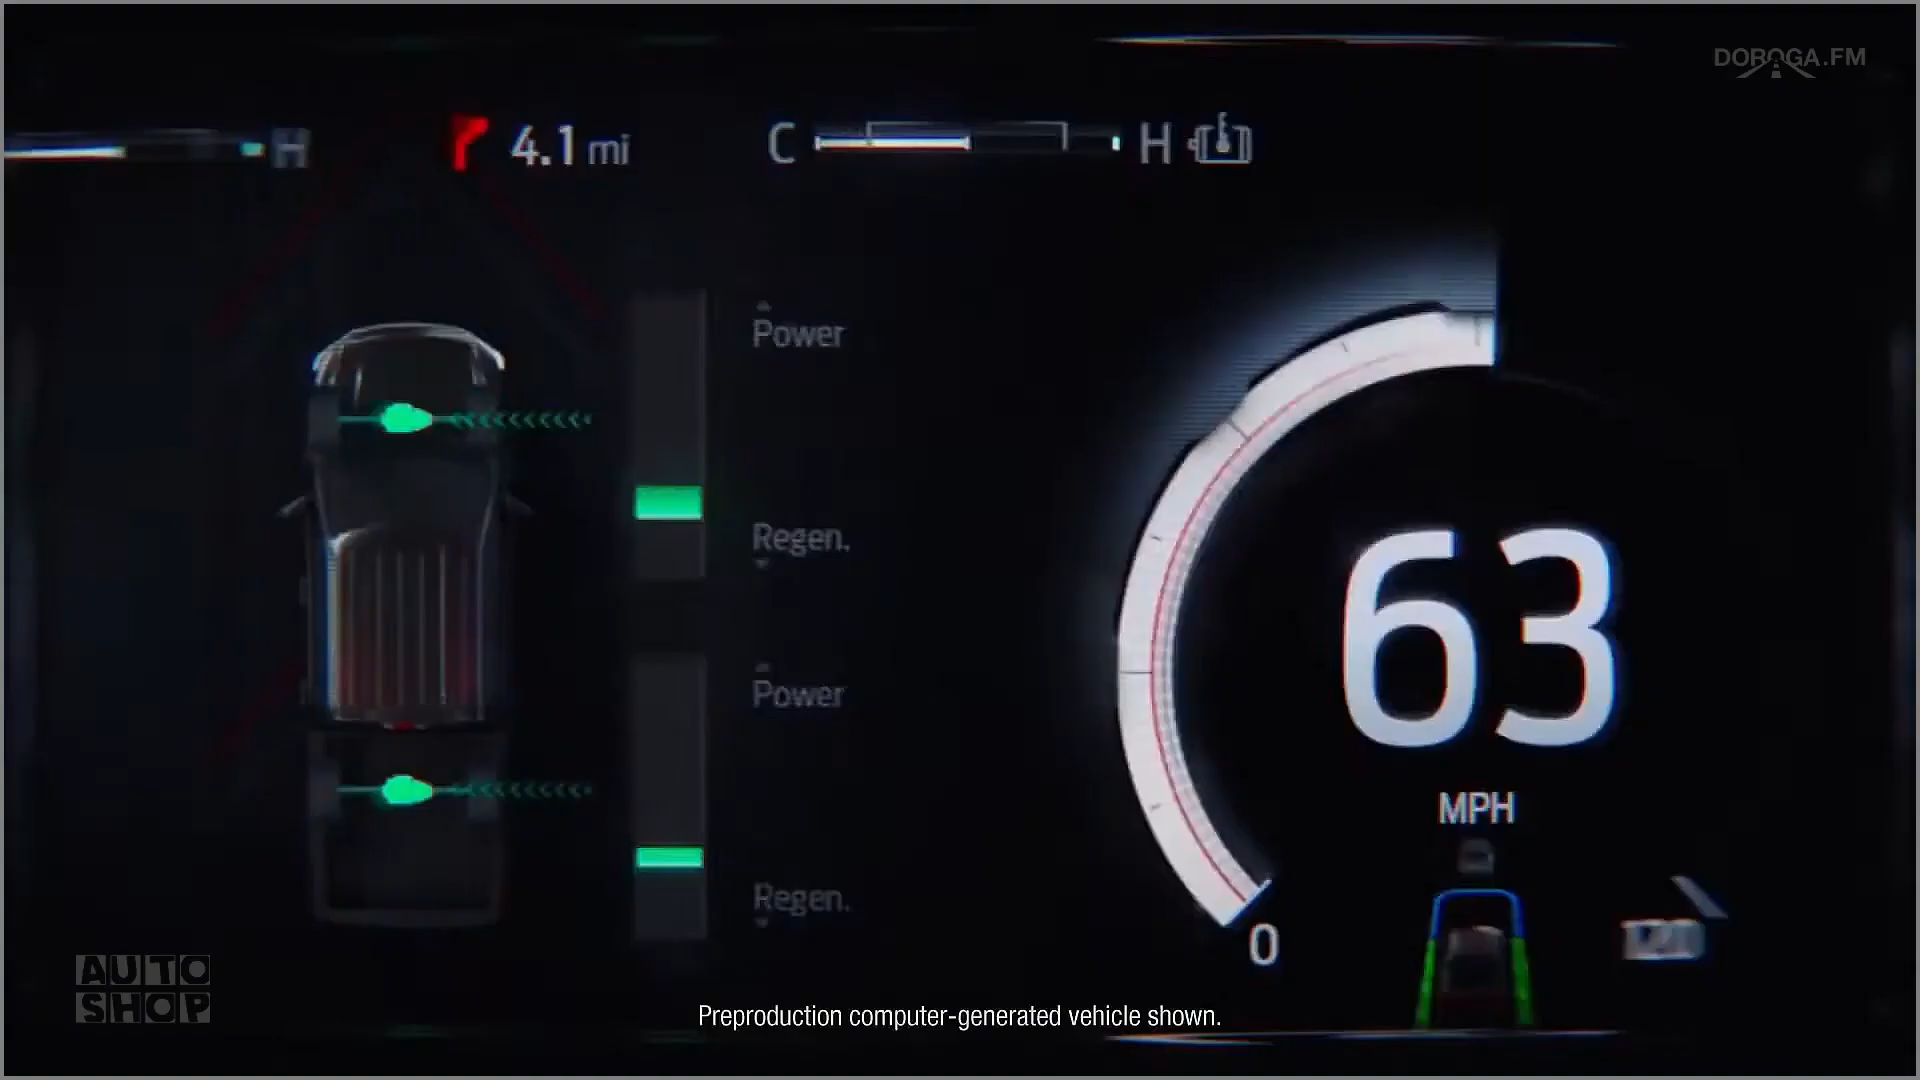 DOROGA.FM
H
4.1 mi
C
H
Power
Regen.
Power
Regen.
63
MPH
0
120
AUTO
SHOP
Preproduction computer-generated vehicle shown.